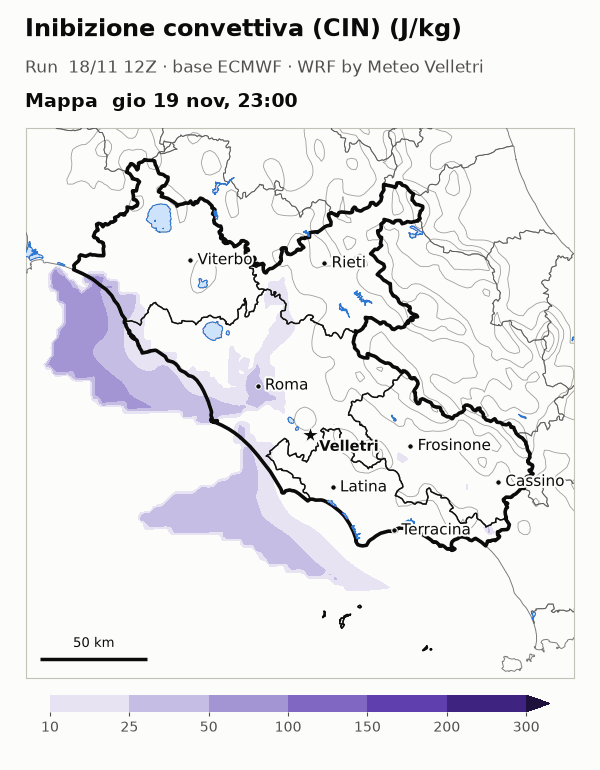 Inibizione convettiva (CIN) (J/kg)
Run 18/11 12Z · base ECMWF · WRF by Meteo Velletri
Mappa gio 19 nov, 23:00
Viterbo
Rieti
Roma
Velletri
Frosinone
Cassino
Latina
Terracina
50 km
10 25 50 100 150 200 300